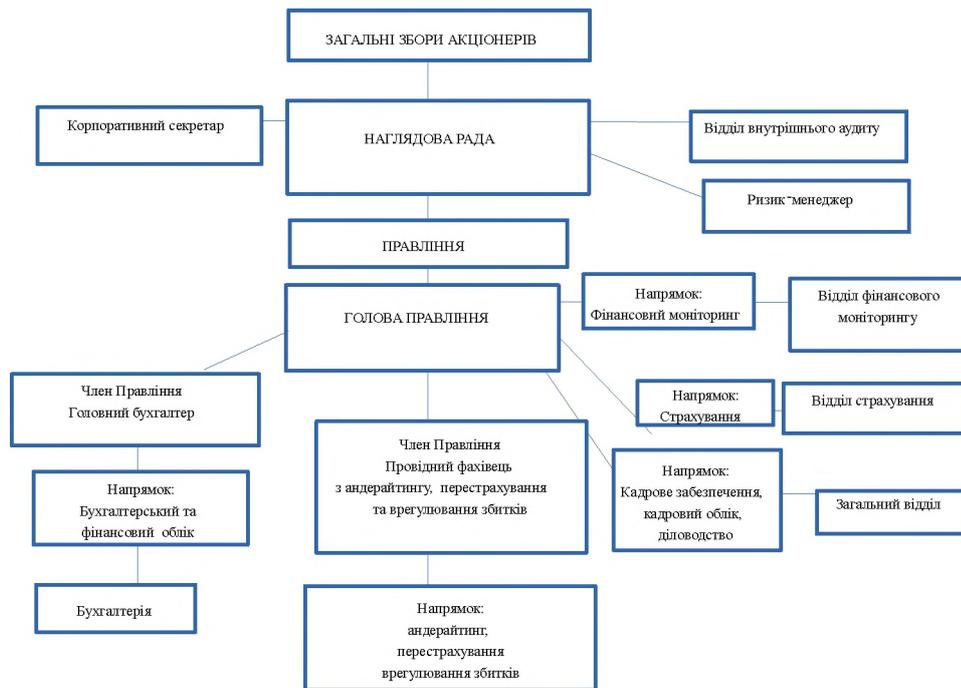 ЗАГАЛЬНІ ЗБОРИ АКЦІОНЕРІВ
Корпоративний секретар
НАГЛЯДОВА РАДА
Відділ внутрішнього аудиту
Ризик-менеджер
ПРАВЛІННЯ
ГОЛОВА ПРАВЛІННЯ
Напрямок:
Фінансовий моніторинг
Відділ фінансового
моніторингу
Член Правління
Головний бухгалтер
Напрямок:
Страхування
Відділ страхування
Член Правління
Провідний фахівець
з андерайтингу, перестрахування
та врегулювання збитків
Напрямок:
Кадрове забезпечення,
кадровий облік,
діловодство
Загальний відділ
Напрямок:
Бухгалтерський та
фінансовий облік
Бухгалтерія
Напрямок:
андерайтинг,
перестрахування
врегулювання збитків